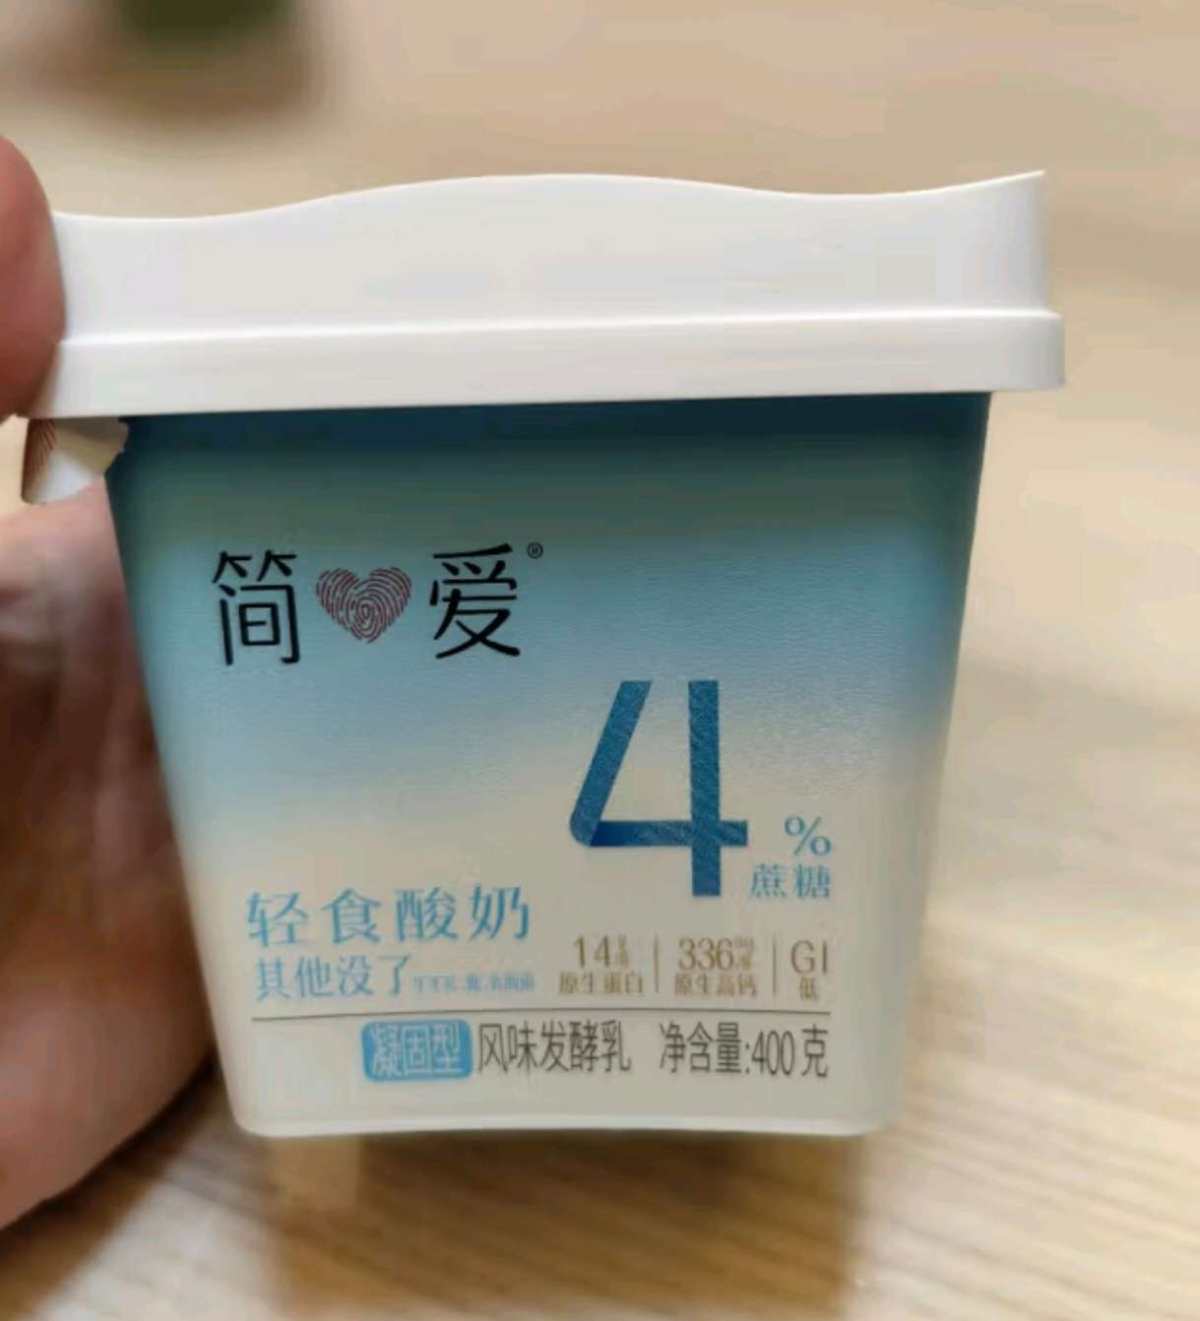 简爱®
4%
蔗糖
轻食酸奶
其他没了
14 336 GI
原生蛋白 原生高钙 低
凝固型 风味发酵乳 净含量:400克